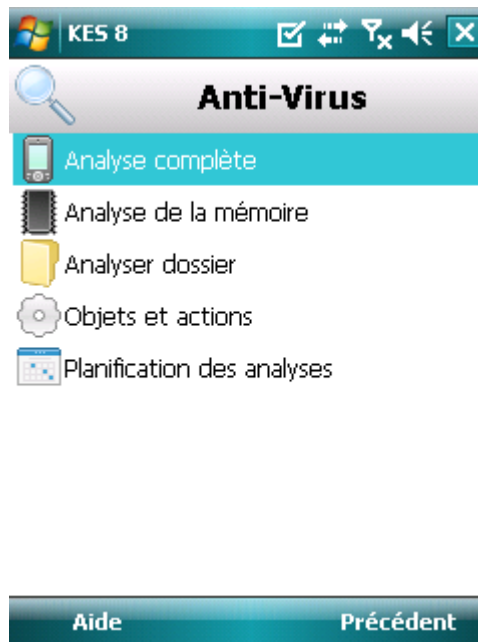 KES 8
Anti-Virus
Analyse complète
Analyse de la mémoire
Analyser dossier
Objets et actions
Planification des analyses
Aide Précédent